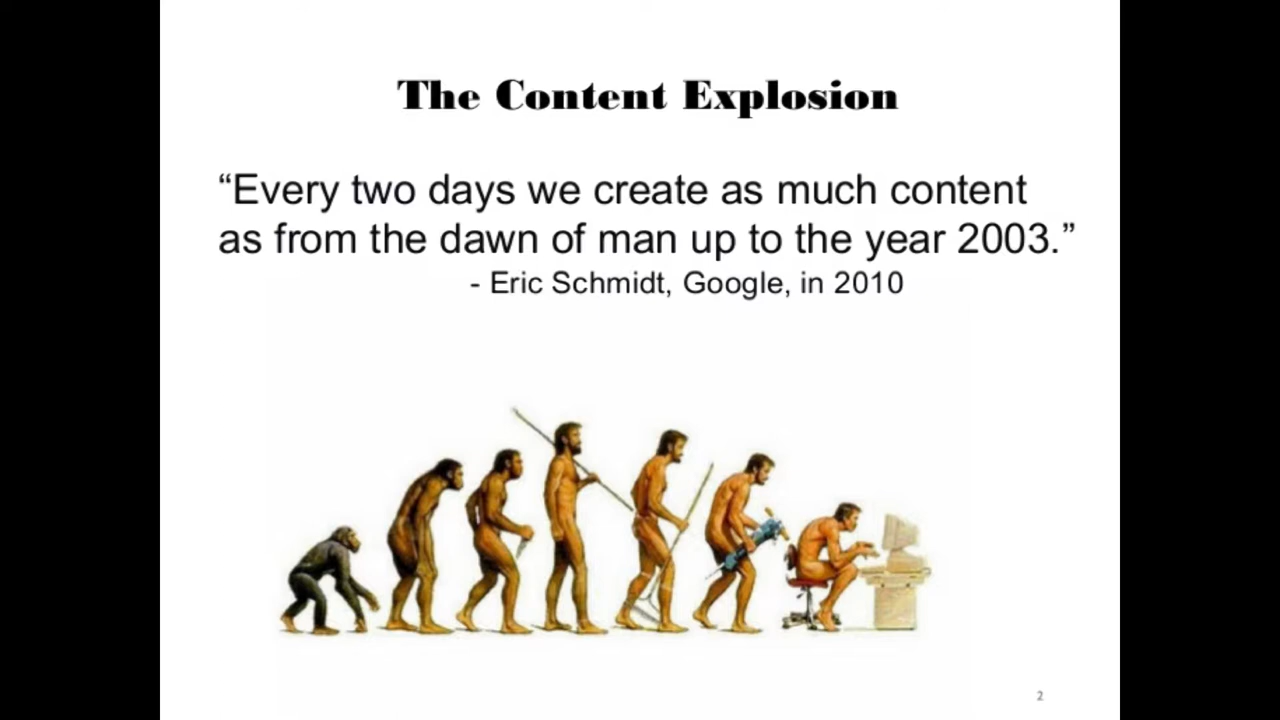 The Content Explosion
“Every two days we create as much content
as from the dawn of man up to the year 2003.”
- Eric Schmidt, Google, in 2010
2